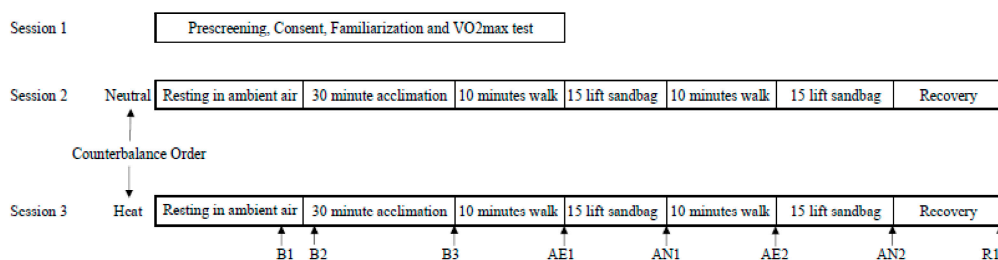 Session 1 Prescreening, Consent, Familiarization and VO2max test
Session 2 Neutral Resting in ambient air 30 minute acclimation 10 minutes walk 15 lift sandbag 10 minutes walk 15 lift sandbag Recovery
Counterbalance Order
Session 3 Heat Resting in ambient air 30 minute acclimation 10 minutes walk 15 lift sandbag 10 minutes walk 15 lift sandbag Recovery
B1 B2 B3 AE1 AN1 AE2 AN2 R1